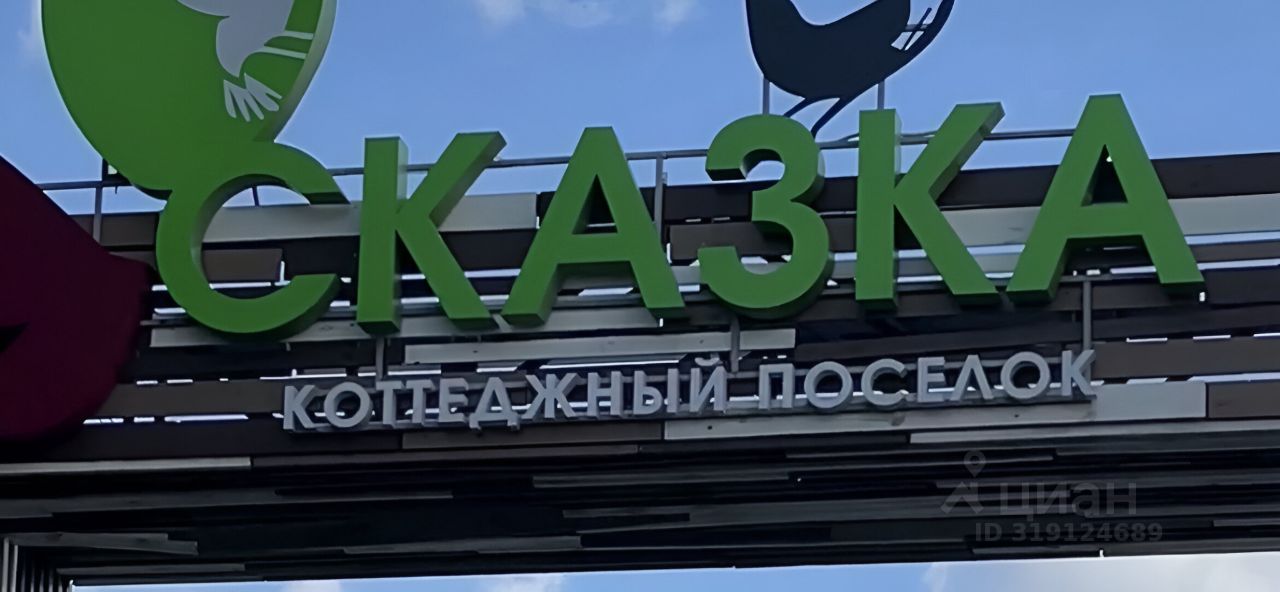 СКАЗКА
КОТТЕДЖНЫЙ ПОСЕЛОК
циан
ID 319124689